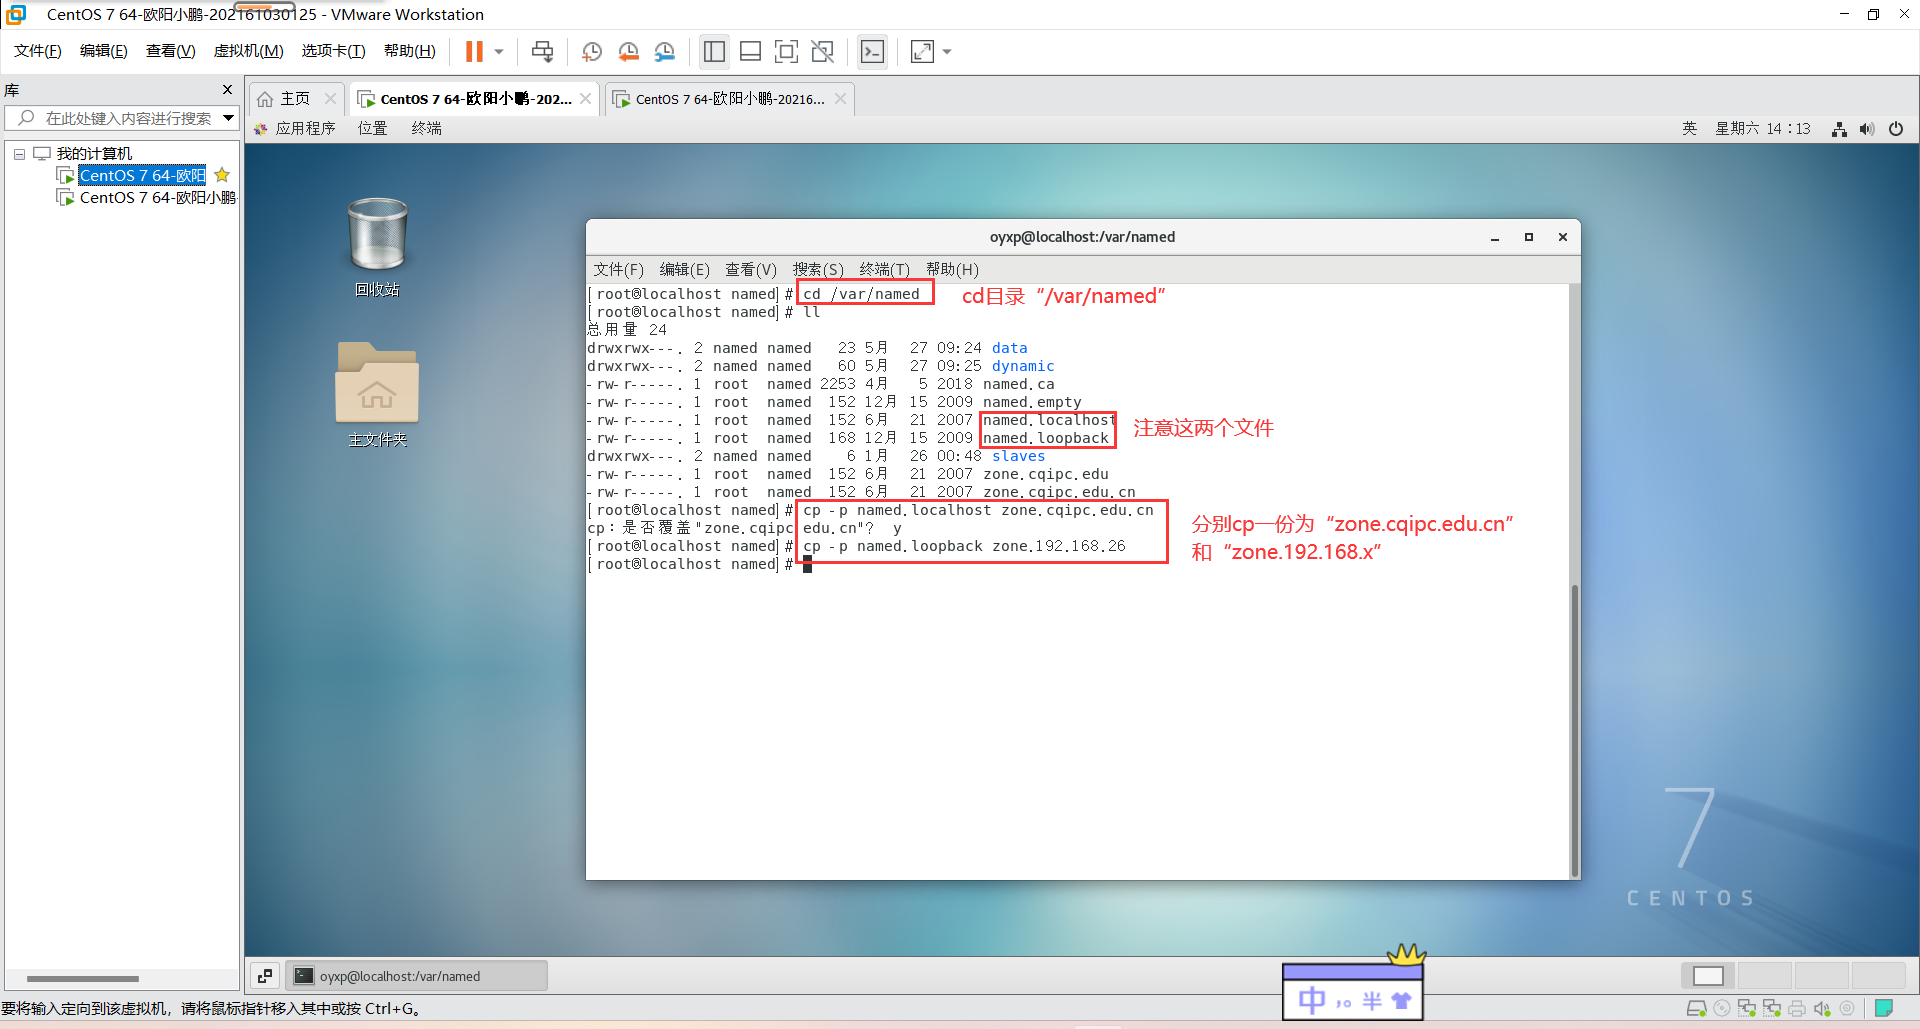 CentOS 7 64-欧阳小鹏-202161030125 - VMware Workstation
文件(F) 编辑(E) 查看(V) 虚拟机(M) 选项卡(T) 帮助(H)
库
在此处键入内容进行搜索
我的计算机
CentOS 7 64-欧阳
CentOS 7 64-欧阳小鹏-
主页
CentOS 7 64-欧阳小鹏-202...
CentOS 7 64-欧阳小鹏-20216...
应用程序 位置 终端
英 星期六 14：13
回收站
主文件夹
oyxp@localhost:/var/named
文件(F) 编辑(E) 查看(V) 搜索(S) 终端(T) 帮助(H)
[root@localhost named]# cd /var/named
cd目录“/var/named”
[root@localhost named]# ll
总用量 24
drwxrwx---. 2 named named 23 5月 27 09:24 data
drwxrwx---. 2 named named 60 5月 27 09:25 dynamic
-rw-r-----. 1 root named 2253 4月 5 2018 named.ca
-rw-r-----. 1 root named 152 12月 15 2009 named.empty
-rw-r-----. 1 root named 152 6月 21 2007 named.localhost
-rw-r-----. 1 root named 168 12月 15 2009 named.loopback
注意这两个文件
drwxrwx---. 2 named named 6 1月 26 00:48 slaves
-rw-r-----. 1 root named 152 6月 21 2007 zone.cqipc.edu
-rw-r-----. 1 root named 152 6月 21 2007 zone.cqipc.edu.cn
[root@localhost named]# cp -p named.localhost zone.cqipc.edu.cn
cp：是否覆盖"zone.cqipc.edu.cn"？ y
[root@localhost named]# cp -p named.loopback zone.192.168.26
[root@localhost named]#
分别cp一份为“zone.cqipc.edu.cn”
和“zone.192.168.x”
7
CENTOS
oyxp@localhost:/var/named
中 ，。 半
要将输入定向到该虚拟机，请将鼠标指针移入其中或按 Ctrl+G。